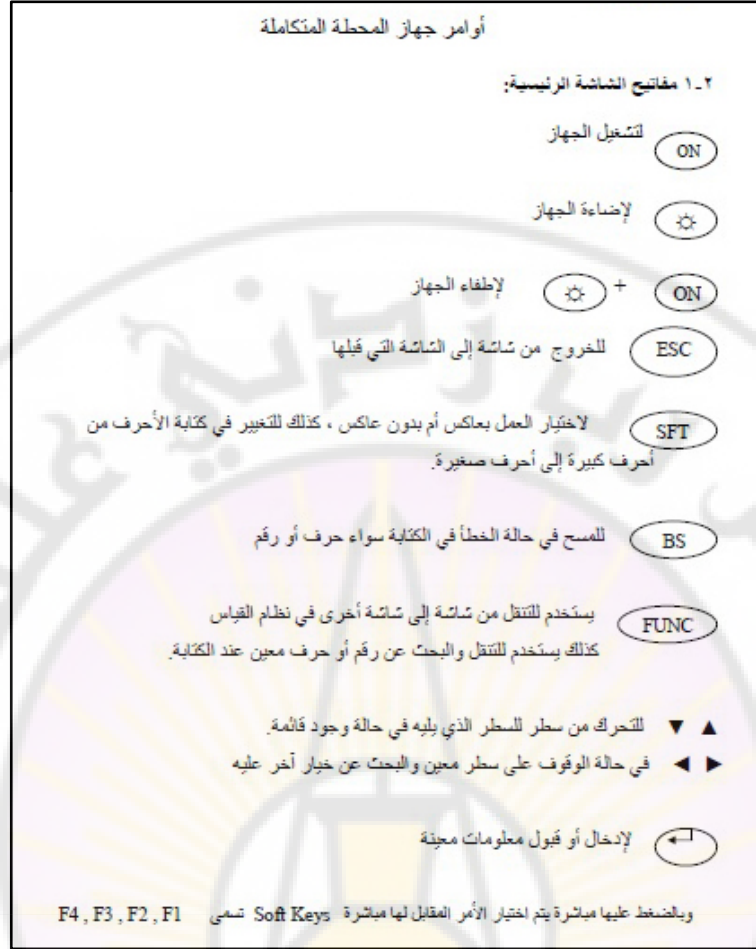 أوامر جهاز المحطة المتكاملة
٢-١ مفاتيح الشاشة الرئيسية:
ON لتشغيل الجهاز
لإضاءة الجهاز
ON + لإطفاء الجهاز
ESC للخروج من شاشة إلى الشاشة التي قبلها
SFT لاختيار العمل بعاكس أم بدون عاكس ، كذلك للتغيير في كتابة الأحرف من
أحرف كبيرة إلى أحرف صغيرة.
BS للمسح في حالة الخطأ في الكتابة سواء حرف أو رقم
FUNC يستخدم للتنقل من شاشة إلى شاشة أخرى في نظام القياس
كذلك يستخدم للتنقل والبحث عن رقم أو حرف معين عند الكتابة.
▲ ▼ للتحرك من سطر للسطر الذي يليه في حالة وجود قائمة.
► ◄ في حالة الوقوف على سطر معين والبحث عن خيار آخر عليه
لإدخال أو قبول معلومات معينة
F4 , F3 , F2 , F1 تسمى Soft Keys وبالضغط عليها مباشرة يتم اختيار الأمر المقابل لها مباشرة